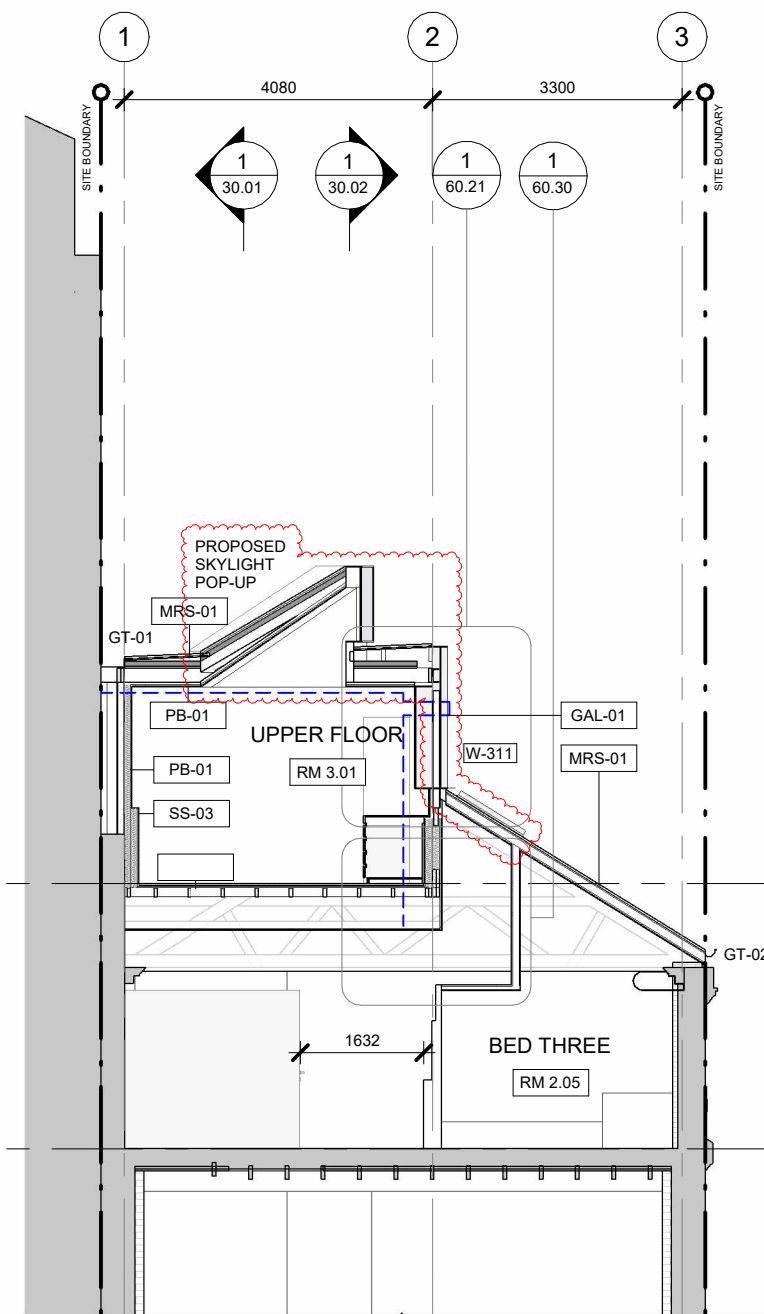 1
2
3
4080
3300
SITE BOUNDARY
SITE BOUNDARY
1
30.01
1
30.02
1
60.21
1
60.30
PROPOSED
SKYLIGHT
POP-UP
MRS-01
GT-01
PB-01
GAL-01
UPPER FLOOR
W-311
MRS-01
PB-01
RM 3.01
SS-03
GT-02
1632
BED THREE
RM 2.05